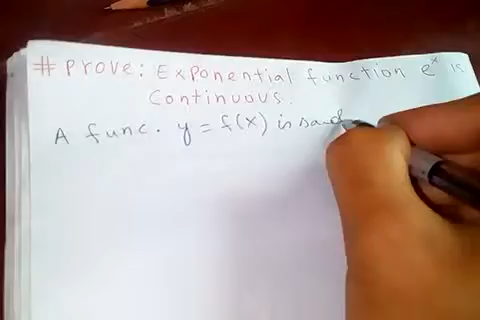 # Prove: Exponential function e^x is
Continuous.
A func. y = f(x) is said